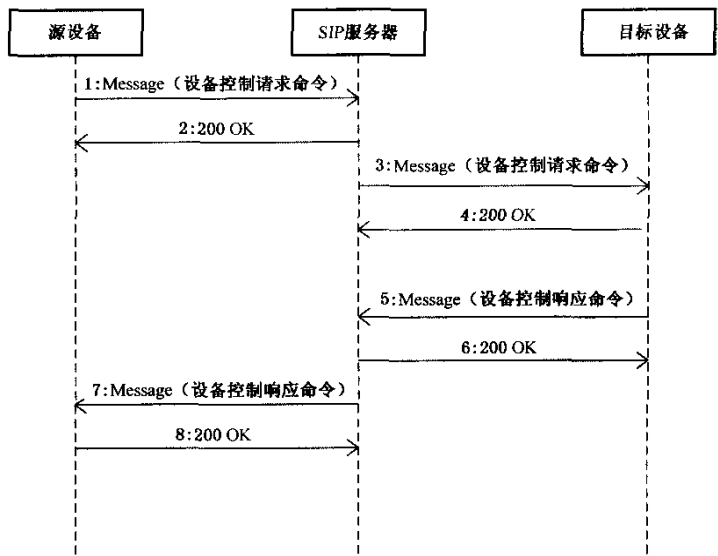 源设备
SIP服务器
目标设备
1:Message（设备控制请求命令）
2:200 OK
3:Message（设备控制请求命令）
4:200 OK
5:Message（设备控制响应命令）
6:200 OK
7:Message（设备控制响应命令）
8:200 OK